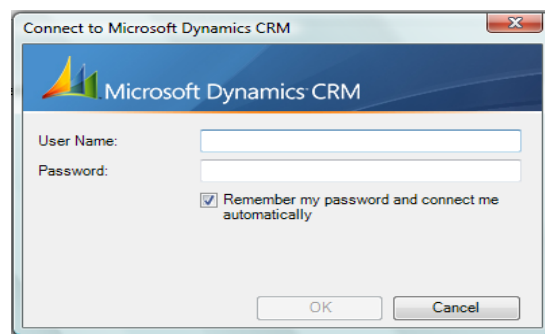 Connect to Microsoft Dynamics CRM
Microsoft Dynamics CRM
User Name:
Password:
Remember my password and connect me
automatically
OK
Cancel